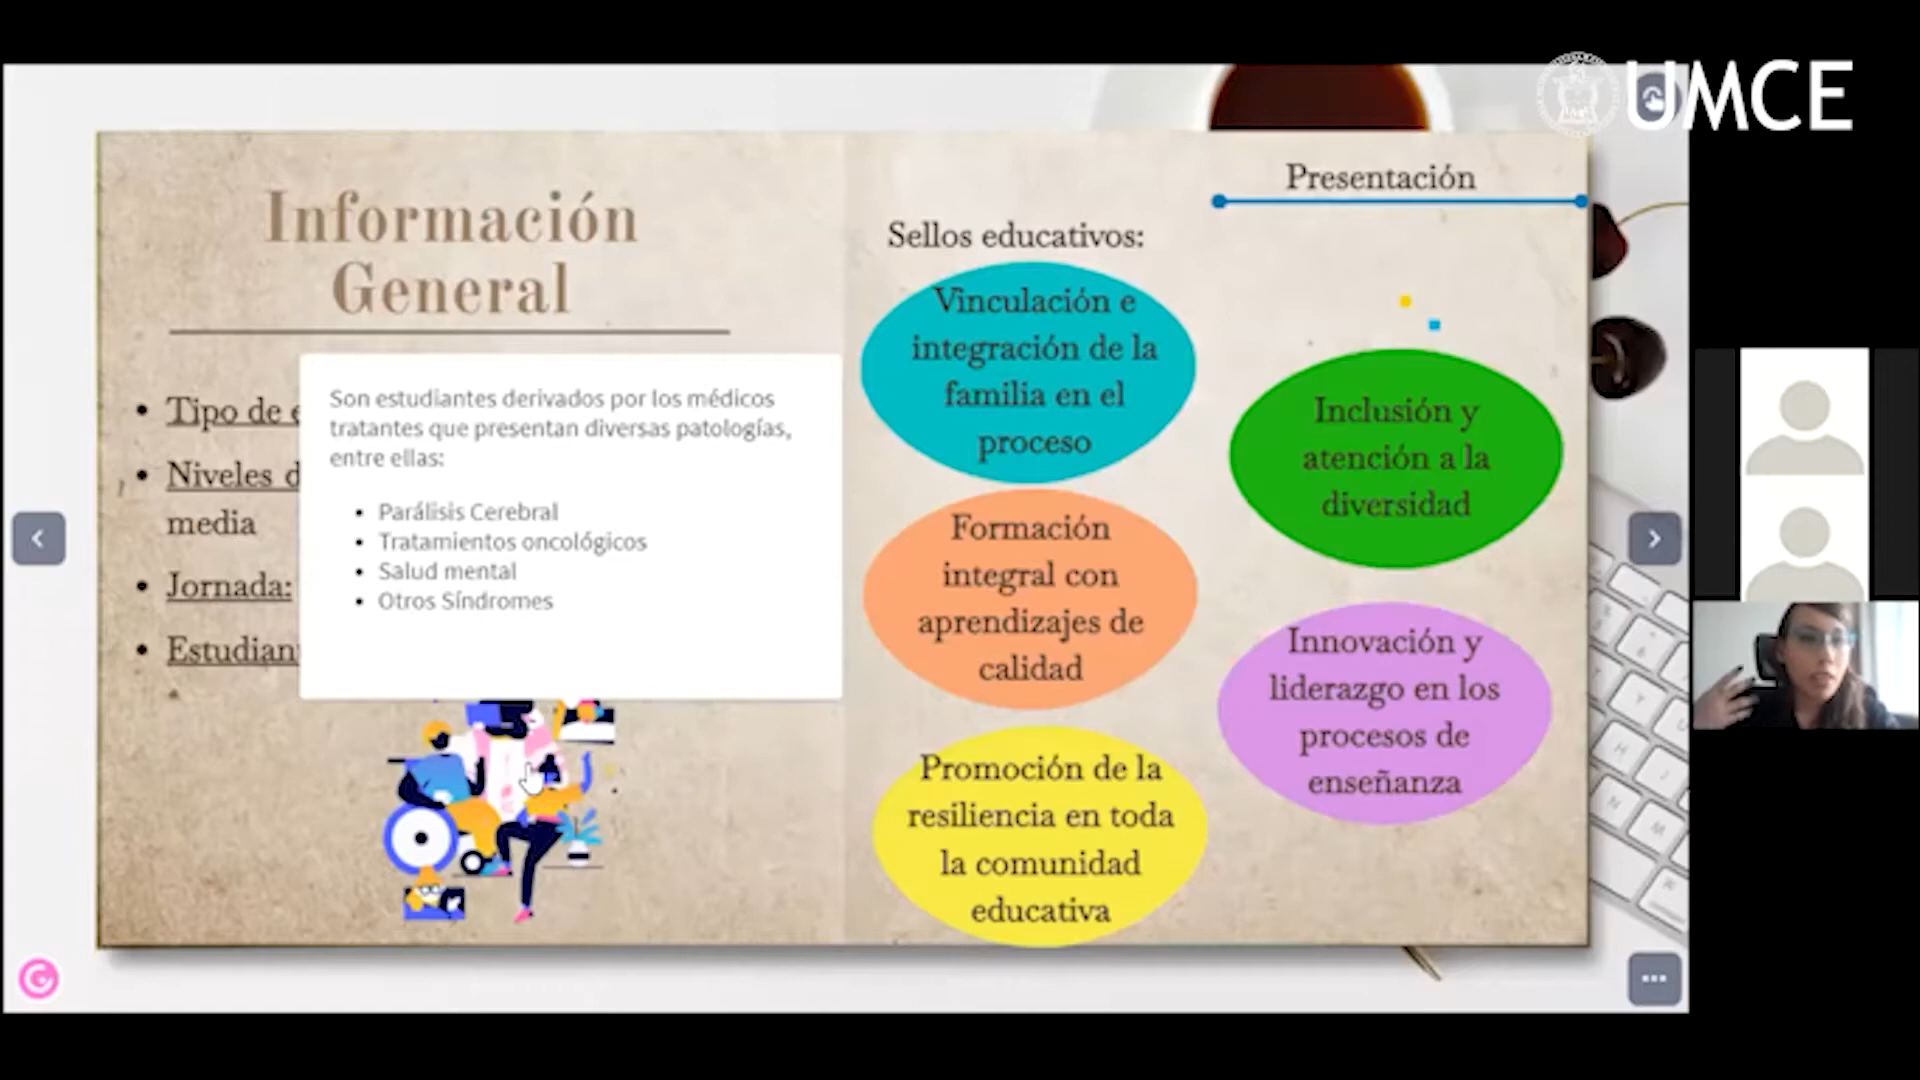 UMCE
Información
General
Tipo de
Niveles
media
Jornada:
Son estudiantes derivados por los médicos
tratantes que presentan diversas patologías,
entre ellas:
Parálisis Cerebral
Tratamientos oncológicos
Salud mental
Otros Síndromes
Presentación
Sellos educativos:
Vinculación e
integración de la
familia en el
proceso
Formación
integral con
aprendizajes de
calidad
Promoción de la
resiliencia en toda
la comunidad
educativa
Inclusión y
atención a la
diversidad
Innovación y
liderazgo en los
procesos de
enseñanza